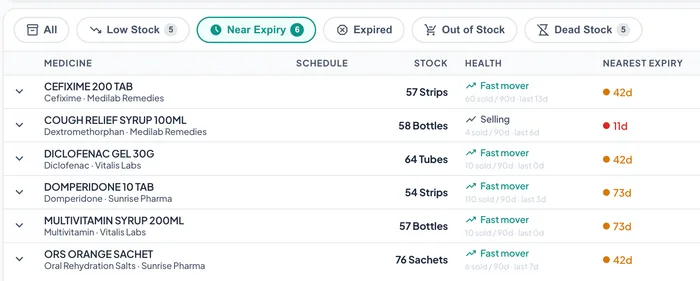 All
Low Stock 5
Near Expiry 6
Expired
Out of Stock
Dead Stock 5
MEDICINE SCHEDULE STOCK HEALTH NEAREST EXPIRY
CEFIXIME 200 TAB 57 Strips Fast mover 42d
Cefixime · Medilab Remedies 60 sold / 90d · last 13d
COUGH RELIEF SYRUP 100ML 58 Bottles Selling 11d
Dextromethorphan · Medilab Remedies 4 sold / 90d · last 6d
DICLOFENAC GEL 30G 64 Tubes Fast mover 42d
Diclofenac · Vitalis Labs 10 sold / 90d · last 0d
DOMPERIDONE 10 TAB 54 Strips Fast mover 73d
Domperidone · Sunrise Pharma 110 sold / 90d · last 3d
MULTIVITAMIN SYRUP 200ML 57 Bottles Fast mover 73d
Multivitamin · Vitalis Labs 10 sold / 90d · last 0d
ORS ORANGE SACHET 76 Sachets Fast mover 42d
Oral Rehydration Salts · Sunrise Pharma 6 sold / 90d · last 7d